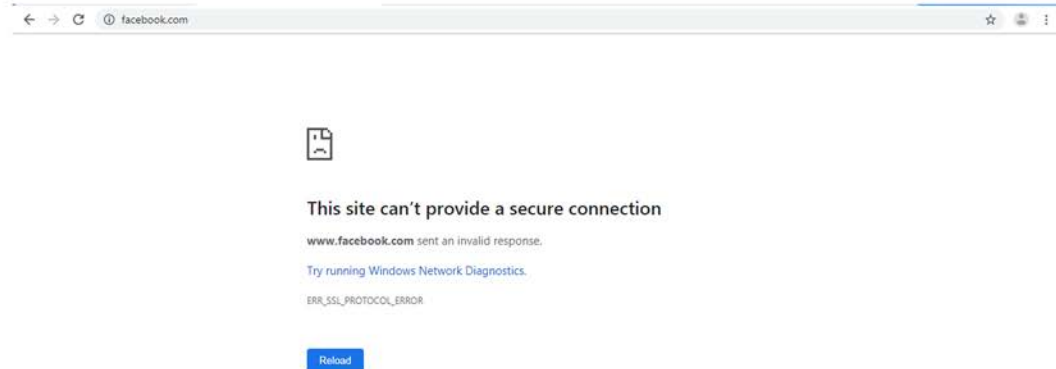 facebook.com
This site can't provide a secure connection
www.facebook.com sent an invalid response.
Try running Windows Network Diagnostics.
ERR_SSL_PROTOCOL_ERROR
Reload